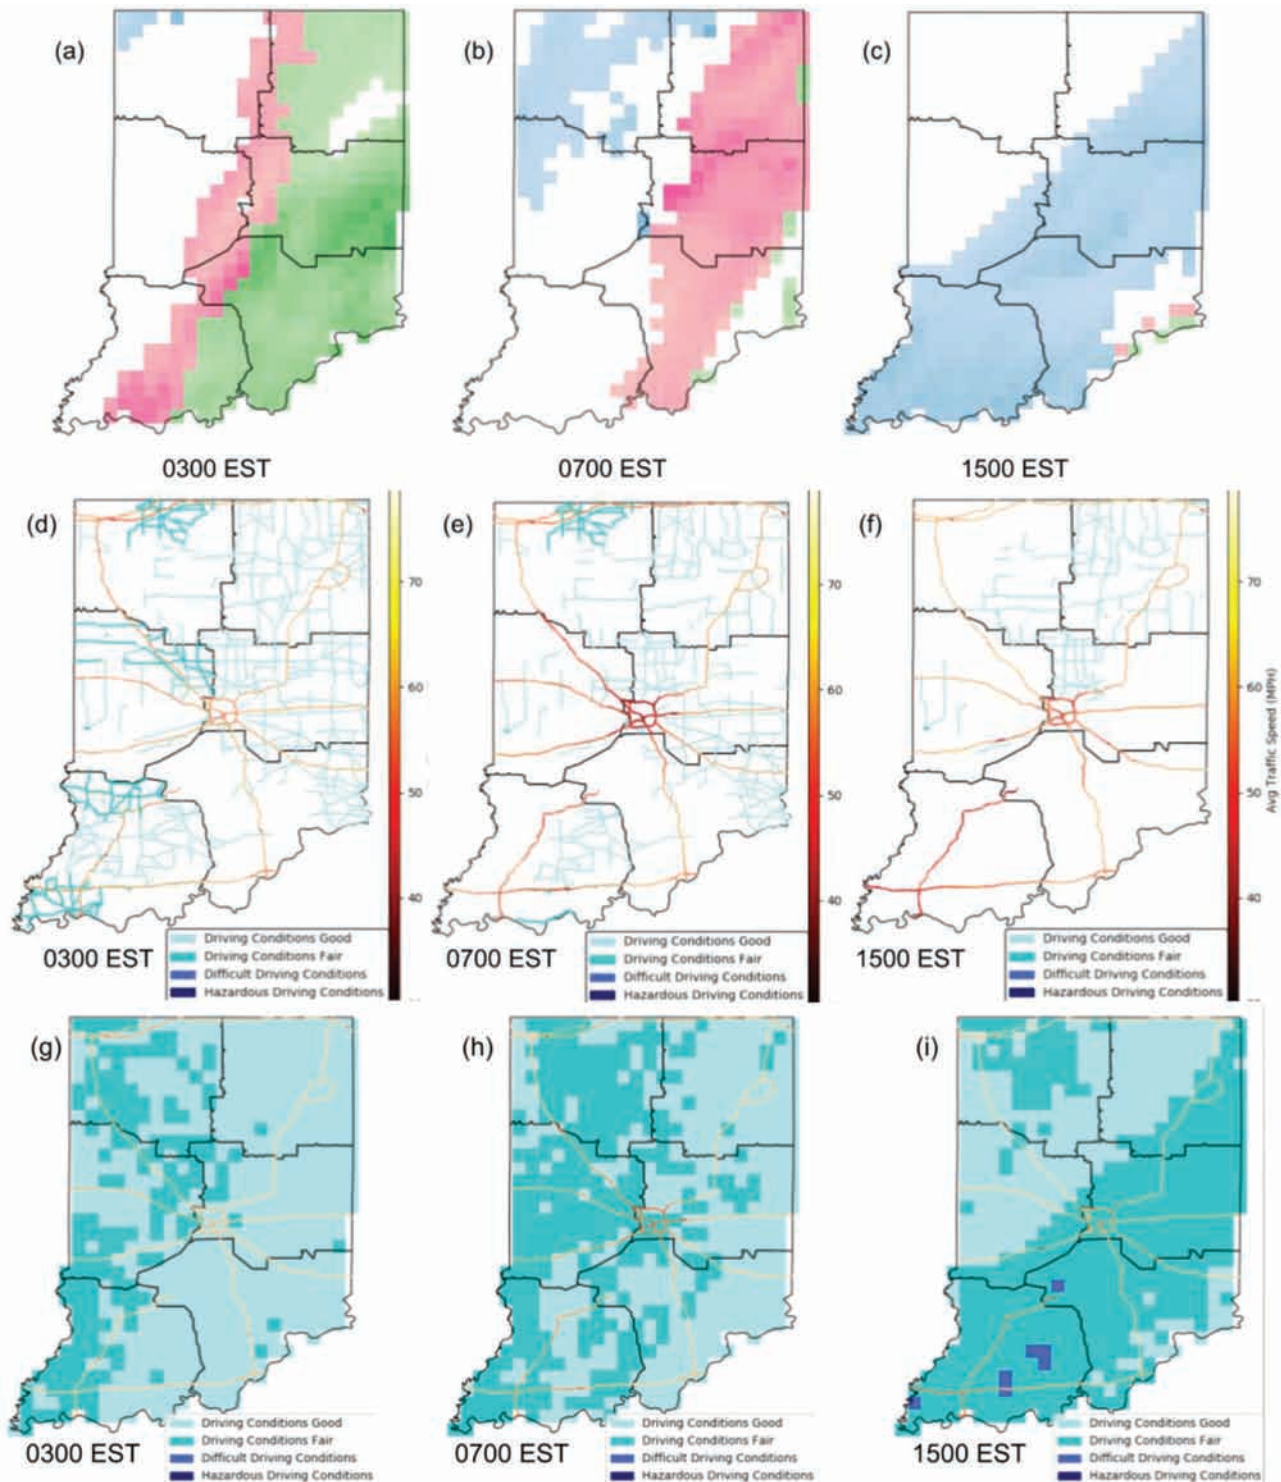 (a)
(b)
(c)
0300 EST
0700 EST
1500 EST
(d)
(e)
(f)
70
70
70
60
60
60
50
50
50
40
40
40
Avg Traffic Speed (MPH)
0300 EST
Driving Conditions Good
Driving Conditions Fair
Difficult Driving Conditions
Hazardous Driving Conditions
0700 EST
Driving Conditions Good
Driving Conditions Fair
Difficult Driving Conditions
Hazardous Driving Conditions
1500 EST
Driving Conditions Good
Driving Conditions Fair
Difficult Driving Conditions
Hazardous Driving Conditions
(g)
(h)
(i)
0300 EST
Driving Conditions Good
Driving Conditions Fair
Difficult Driving Conditions
Hazardous Driving Conditions
0700 EST
Driving Conditions Good
Driving Conditions Fair
Difficult Driving Conditions
Hazardous Driving Conditions
1500 EST
Driving Conditions Good
Driving Conditions Fair
Difficult Driving Conditions
Hazardous Driving Conditions